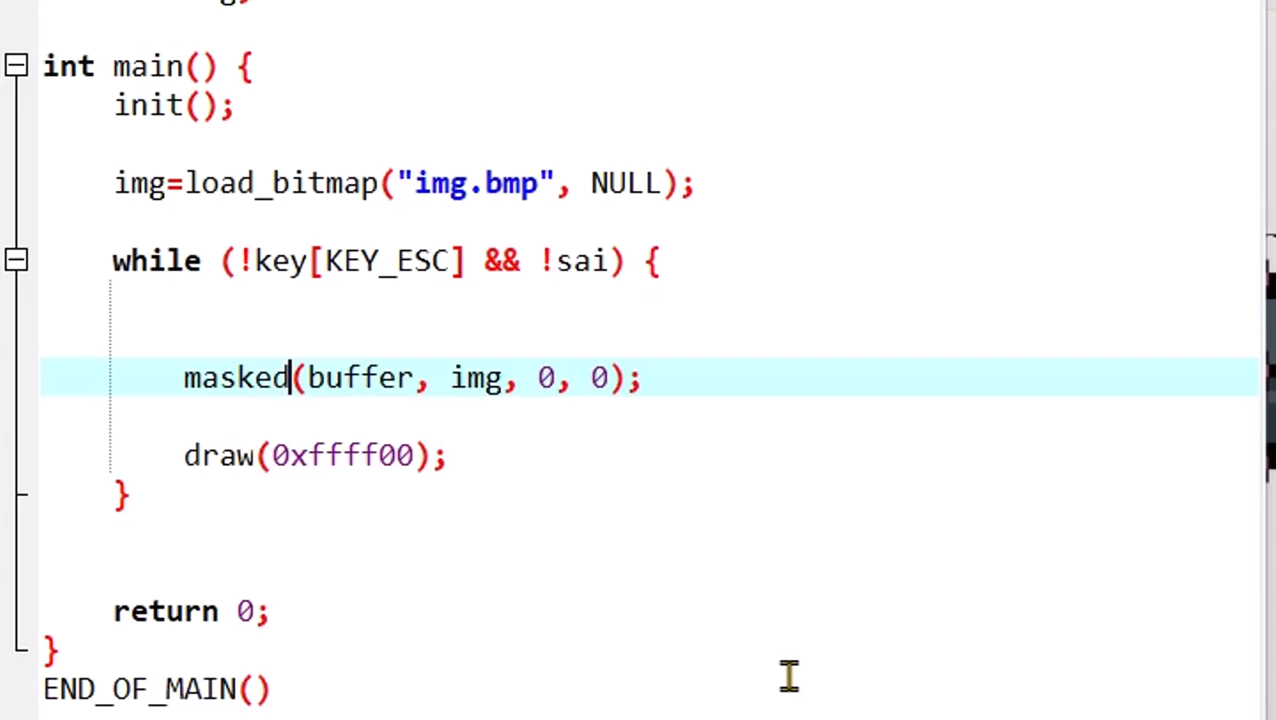 int main() {
init();
img=load_bitmap("img.bmp", NULL);
while (!key[KEY_ESC] && !sai) {
masked(buffer, img, 0, 0);
draw(0xffff00);
}
return 0;
}
END_OF_MAIN()